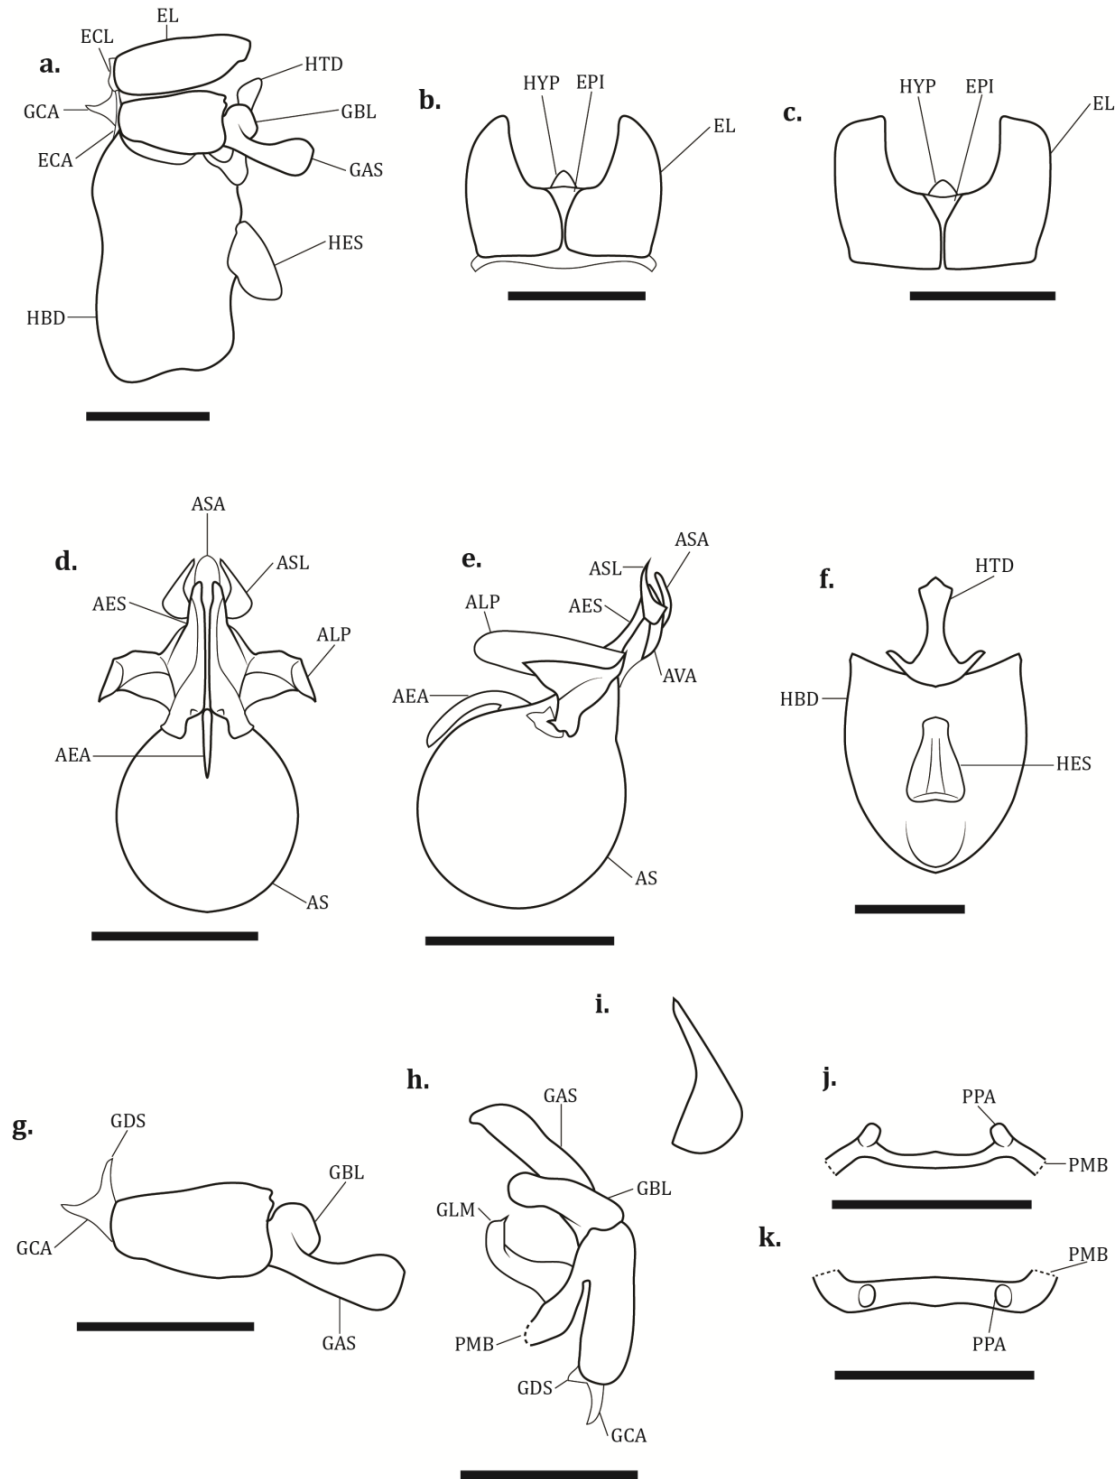 a.
EL
ECL
HTD
GCA
GBL
ECA
GAS
HES
HBD
b.
HYP EPI
EL
c.
HYP EPI
EL
d.
ASA
ASL
AES
ALP
AEA
AS
e.
ASA
ASL
AES
ALP
AVA
AEA
AS
f.
HTD
HBD
HES
g.
GDS
GBL
GCA
GAS
h.
GAS
GBL
GLM
PMB
GDS
GCA
i.
j.
PPA
PMB
k.
PMB
PPA